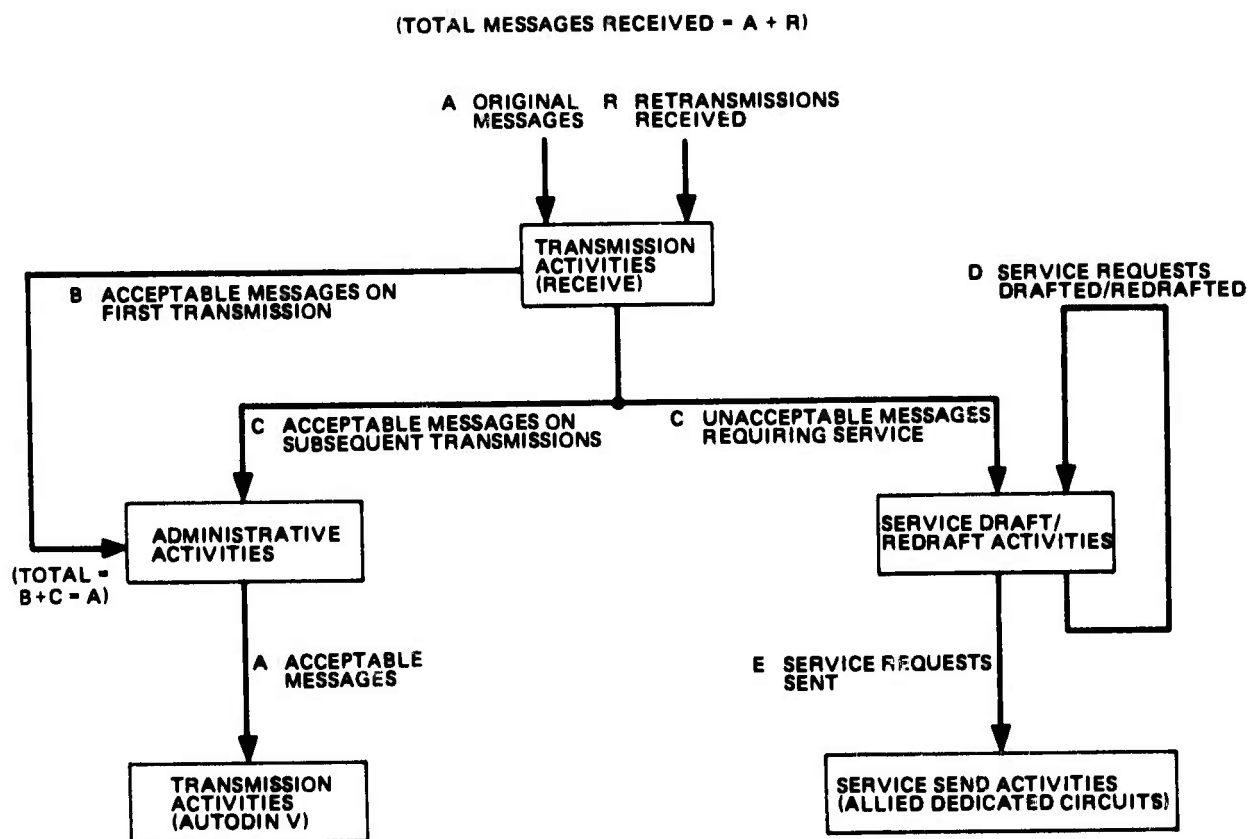 (TOTAL MESSAGES RECEIVED = A + R)
A ORIGINAL MESSAGES
R RETRANSMISSIONS RECEIVED
TRANSMISSION
ACTIVITIES
(RECEIVE)
B ACCEPTABLE MESSAGES ON
FIRST TRANSMISSION
D SERVICE REQUESTS
DRAFTED/REDRAFTED
C ACCEPTABLE MESSAGES ON
SUBSEQUENT TRANSMISSIONS
C UNACCEPTABLE MESSAGES
REQUIRING SERVICE
ADMINISTRATIVE
ACTIVITIES
SERVICE DRAFT/
REDRAFT ACTIVITIES
(TOTAL =
B+C = A)
A ACCEPTABLE
MESSAGES
E SERVICE REQUESTS
SENT
TRANSMISSION
ACTIVITIES
(AUTODIN V)
SERVICE SEND ACTIVITIES
(ALLIED DEDICATED CIRCUITS)